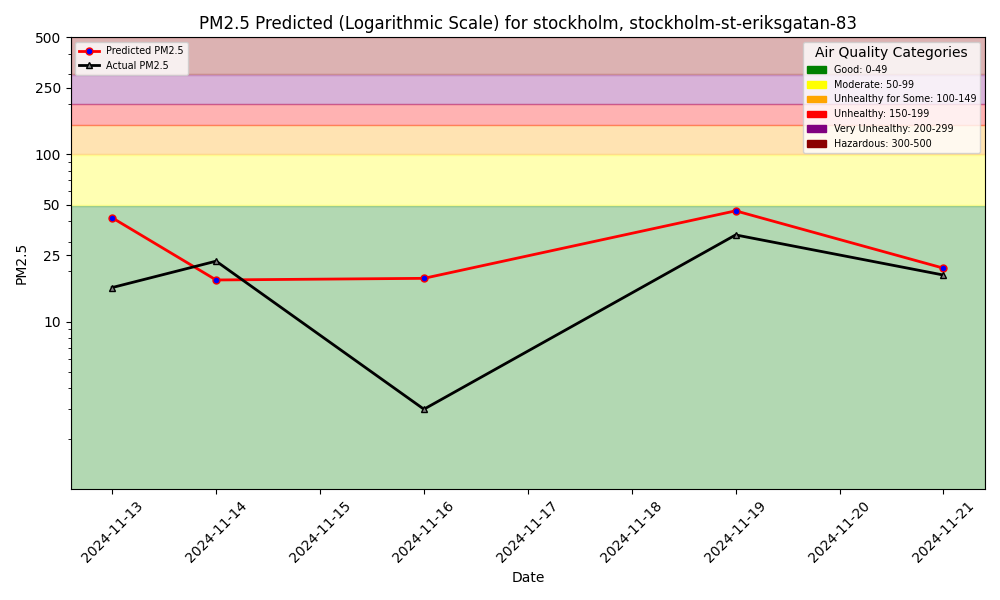 PM2.5 Predicted (Logarithmic Scale) for stockholm, stockholm-st-eriksgatan-83
Predicted PM2.5
Actual PM2.5
Air Quality Categories
Good: 0-49
Moderate: 50-99
Unhealthy for Some: 100-149
Unhealthy: 150-199
Very Unhealthy: 200-299
Hazardous: 300-500
500
250
100
50
25
10
PM2.5
2024-11-13
2024-11-14
2024-11-15
2024-11-16
2024-11-17
2024-11-18
2024-11-19
2024-11-20
2024-11-21
Date